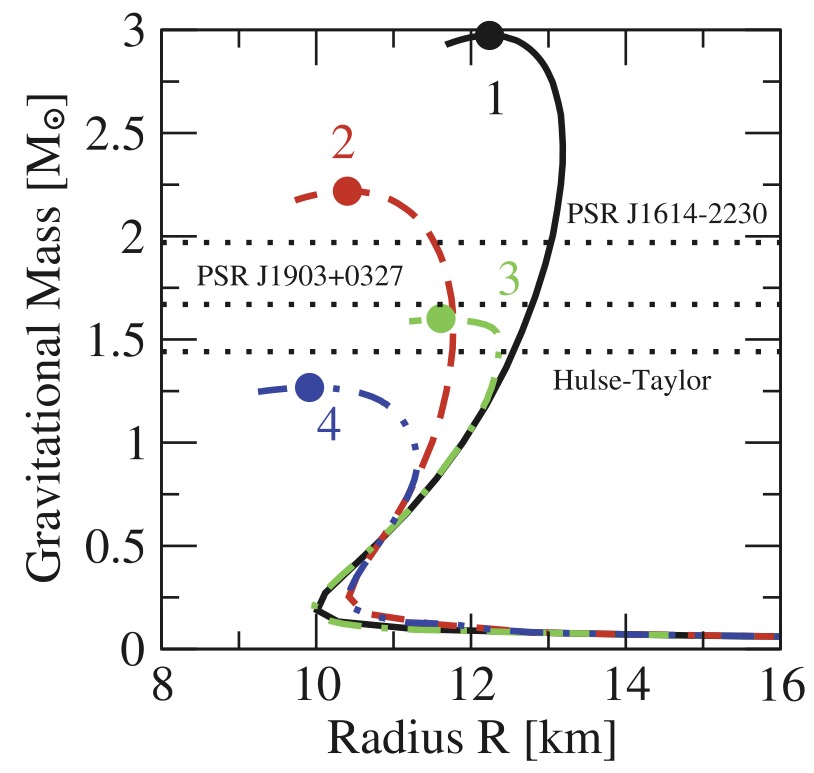 3
1
2
2.5
PSR J1614-2230
2
PSR J1903+0327
3
1.5
Hulse-Taylor
4
1
0.5
0
8 10 12 14 16
Radius R [km]
Gravitational Mass [M⊙]